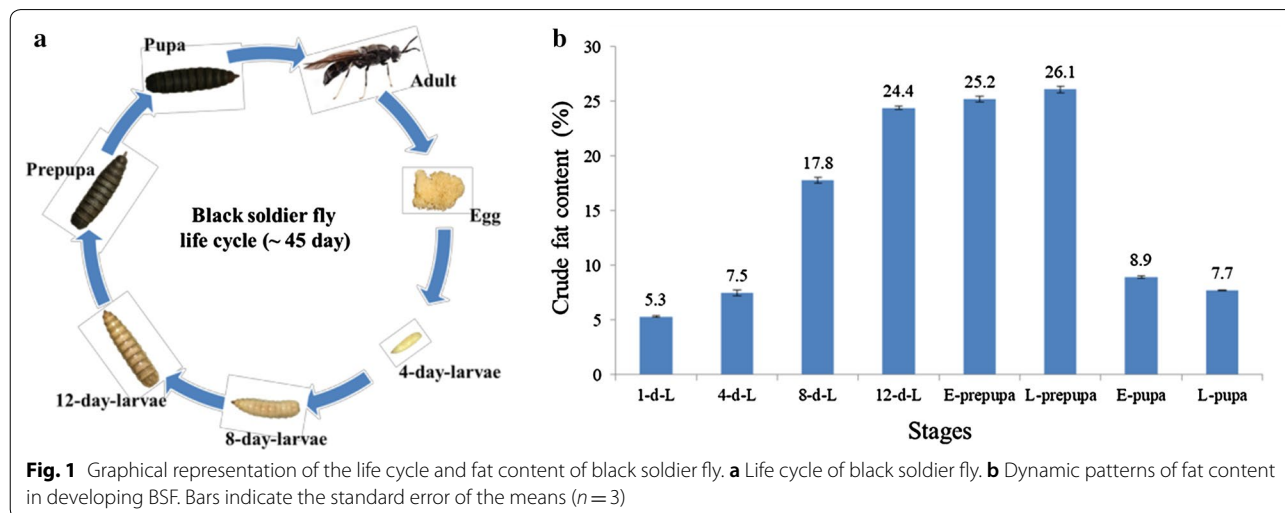 a
Pupa
Adult
Prepupa
Egg
Black soldier fly
life cycle (~ 45 day)
4-day-larvae
12-day-larvae
8-day-larvae
b
Crude fat content (%)
30
25
20
15
10
5
0
5.3
7.5
17.8
24.4
25.2
26.1
8.9
7.7
1-d-L 4-d-L 8-d-L 12-d-L E-prepupa L-prepupa E-pupa L-pupa
Stages
Fig. 1 Graphical representation of the life cycle and fat content of black soldier fly. a Life cycle of black soldier fly. b Dynamic patterns of fat content
in developing BSF. Bars indicate the standard error of the means (n = 3)